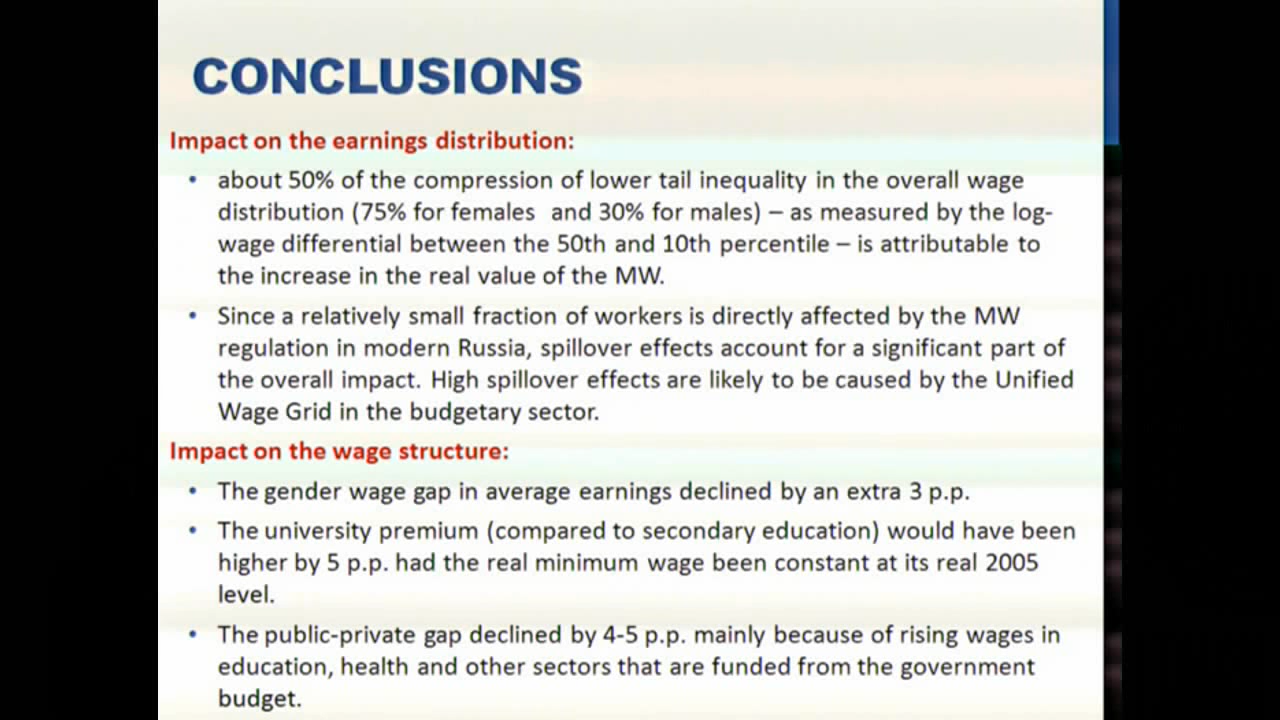 CONCLUSIONS
Impact on the earnings distribution:
• about 50% of the compression of lower tail inequality in the overall wage
distribution (75% for females and 30% for males) – as measured by the log-
wage differential between the 50th and 10th percentile – is attributable to
the increase in the real value of the MW.
• Since a relatively small fraction of workers is directly affected by the MW
regulation in modern Russia, spillover effects account for a significant part of
the overall impact. High spillover effects are likely to be caused by the Unified
Wage Grid in the budgetary sector.
Impact on the wage structure:
• The gender wage gap in average earnings declined by an extra 3 p.p.
• The university premium (compared to secondary education) would have been
higher by 5 p.p. had the real minimum wage been constant at its real 2005
level.
• The public-private gap declined by 4-5 p.p. mainly because of rising wages in
education, health and other sectors that are funded from the government
budget.